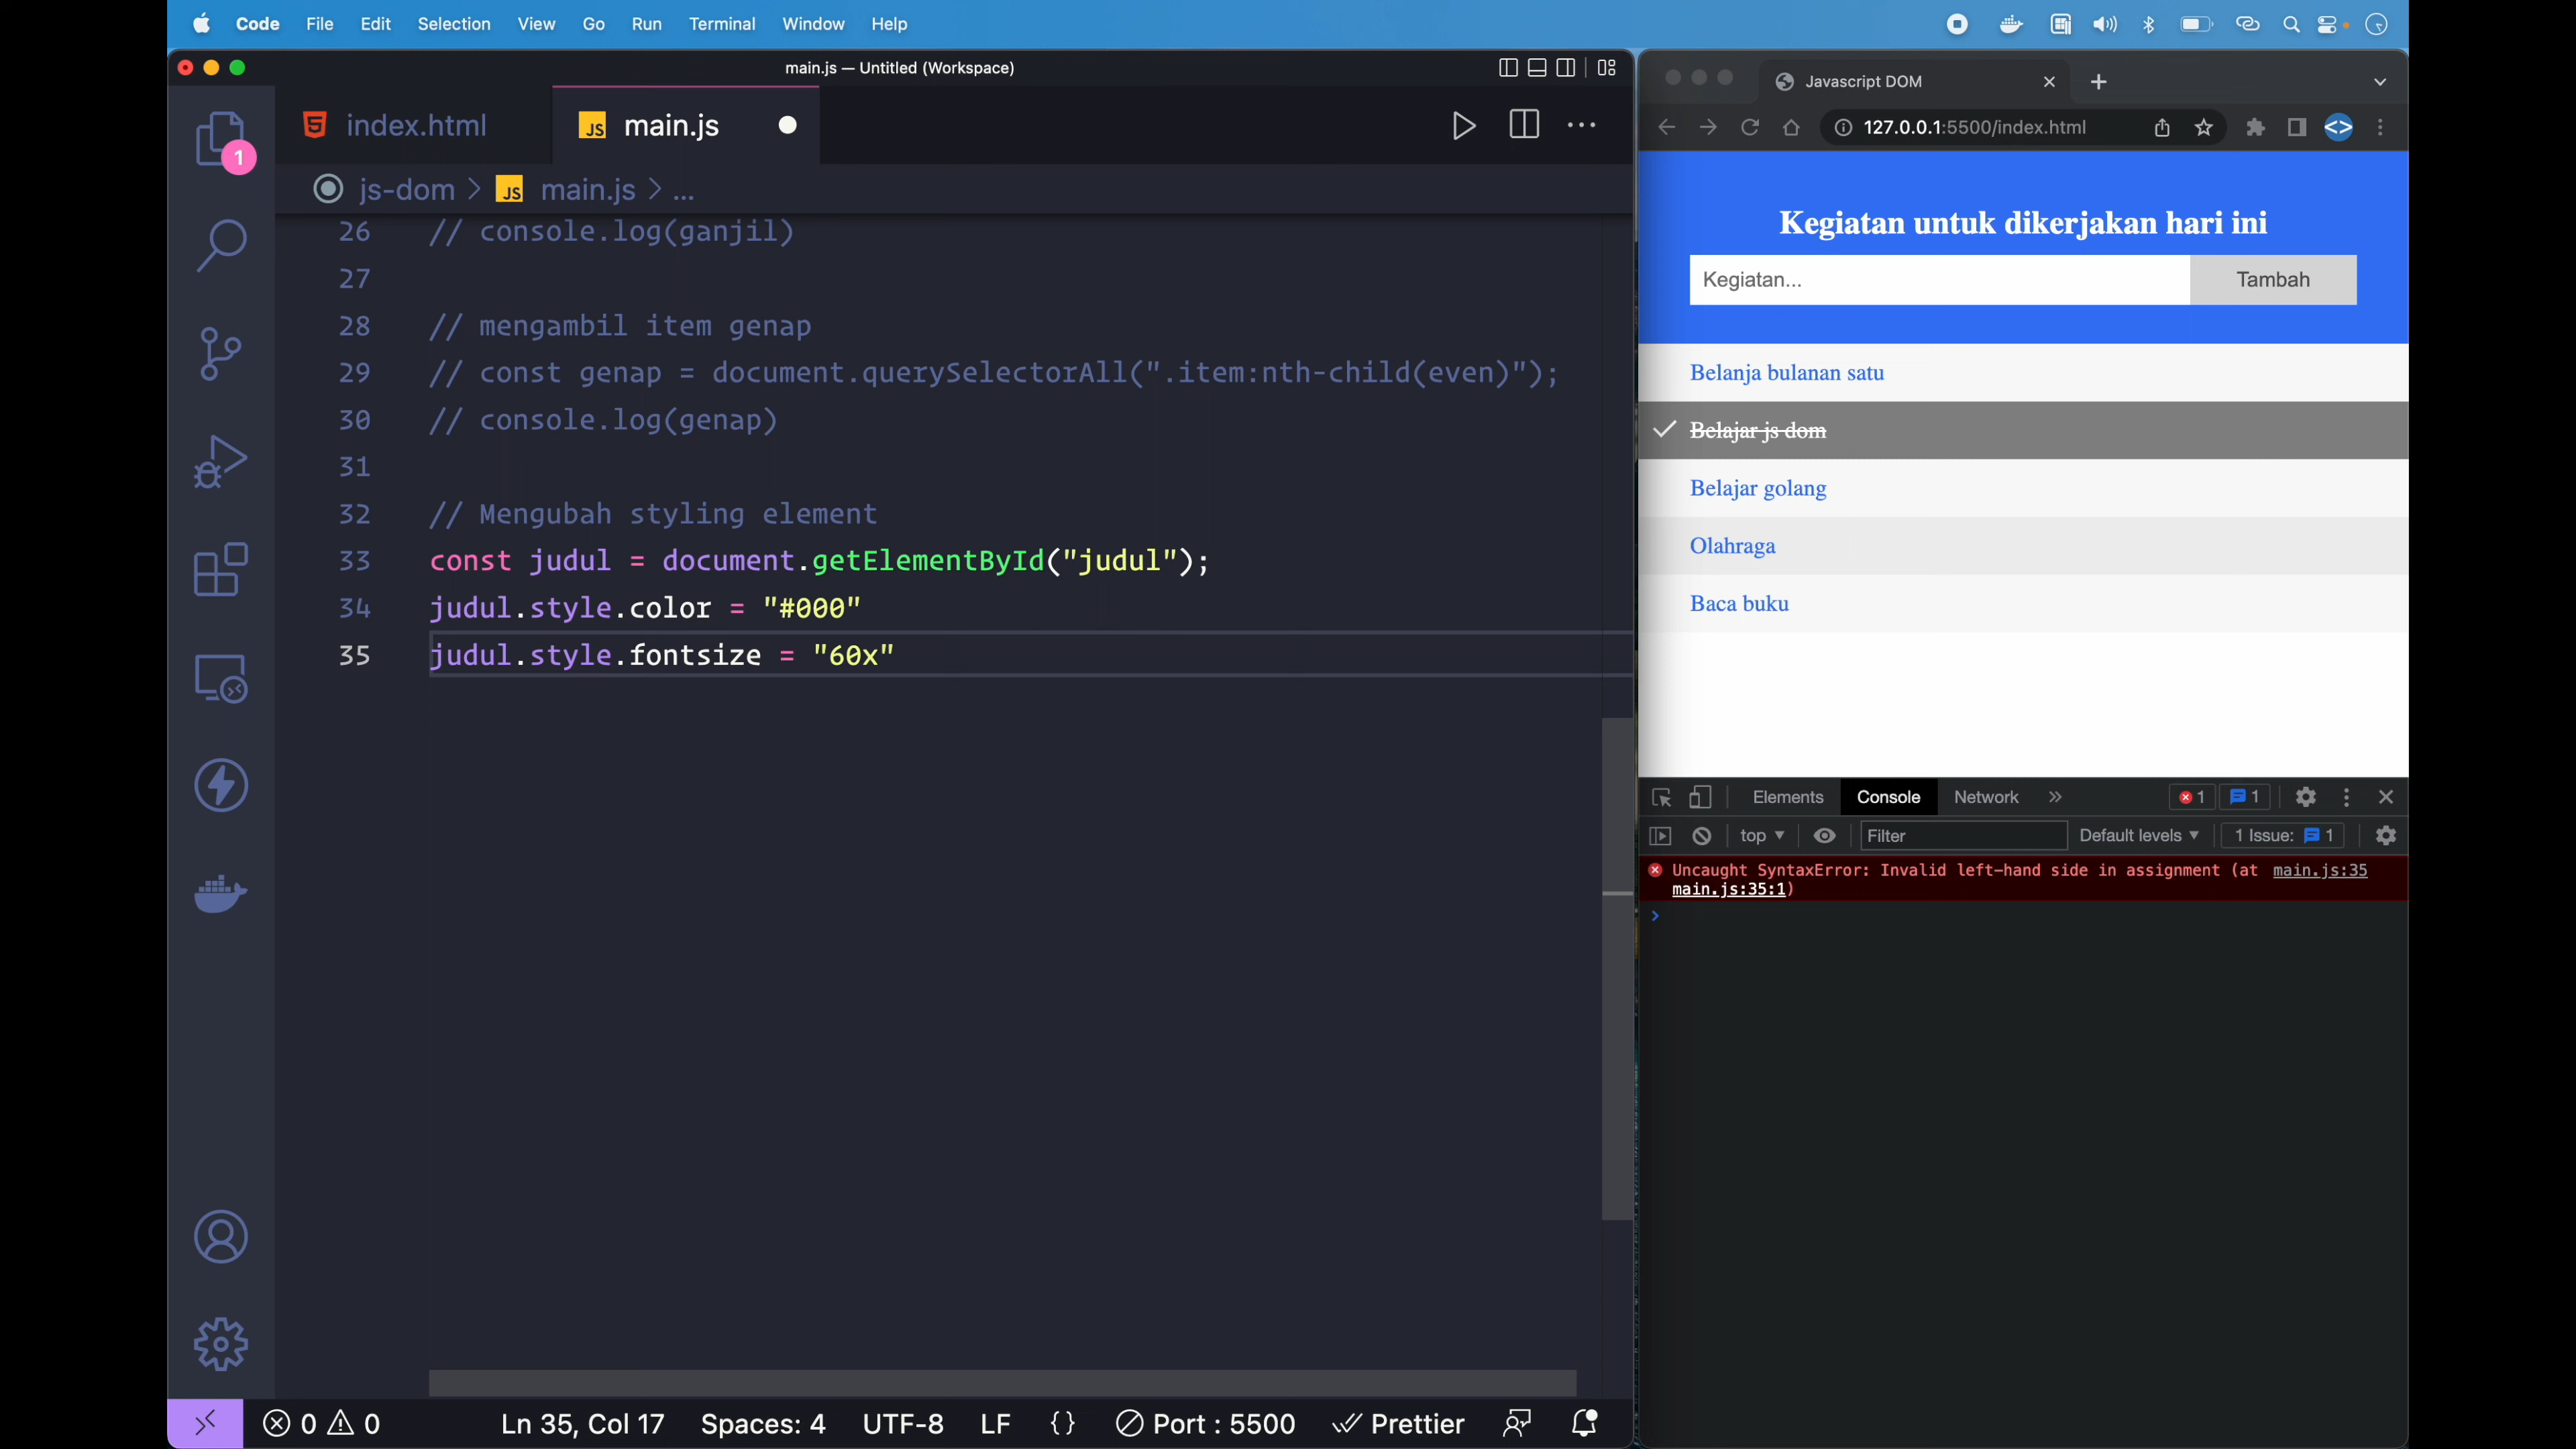 Code File Edit Selection View Go Run Terminal Window Help
main.js — Untitled (Workspace)
index.html
JS main.js
js-dom > JS main.js > ...
1
26 // console.log(ganjil)
27
28 // mengambil item genap
29 // const genap = document.querySelectorAll(".item:nth-child(even)");
30 // console.log(genap)
31
32 // Mengubah styling element
33 const judul = document.getElementById("judul");
34 judul.style.color = "#000"
35 judul.style.fontsize = "60x"
0 0 Ln 35, Col 17 Spaces: 4 UTF-8 LF {} Port : 5500 Prettier
Javascript DOM
127.0.0.1:5500/index.html
Kegiatan untuk dikerjakan hari ini
Kegiatan... Tambah
Belanja bulanan satu
Belajar js dom
Belajar golang
Olahraga
Baca buku
Elements Console Network » 1 1
top Filter Default levels 1 Issue: 1
Uncaught SyntaxError: Invalid left-hand side in assignment (at main.js:35
main.js:35:1)